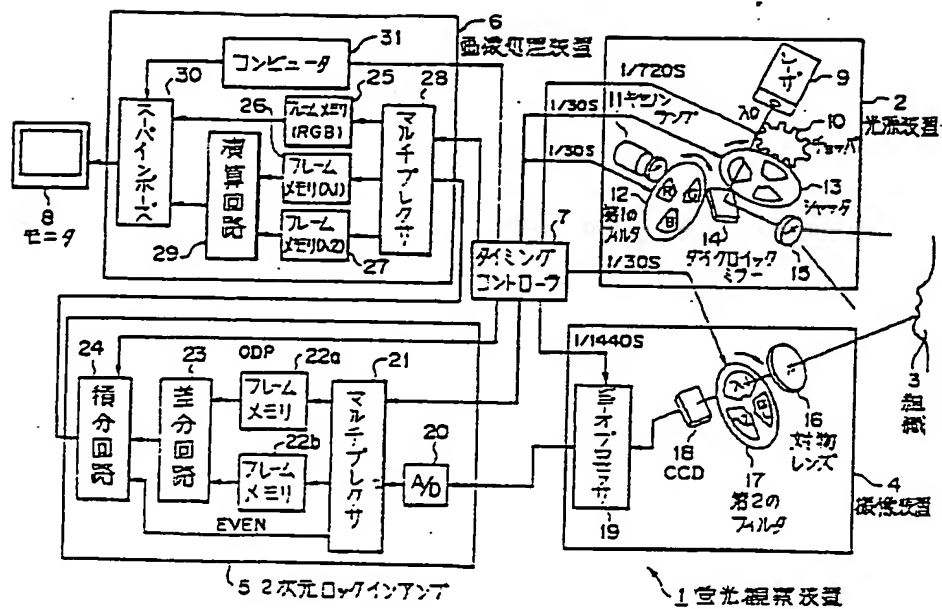 6 画像処理装置
31
コンピュータ
30
スーパインポーズ
26
25
フレームメモリ
(RGB)
28
マルチプレクサ
フレーム
メモリ(λ1)
演算回路
29
フレーム
メモリ(λ2)
27
8
モニタ
1/720S
1/30S
1/30S
11 キセノン
ランプ
レーザ
9
λ0
10
チョッパ
2
光源装置
12
第1の
フィルタ
R
G
B
13
シャッタ
14
ダイクロイック
ミラー
15
7
タイミング
コントローラ
1/30S
3 組織
24
積分回路
23
差分回路
ODP
22a
フレーム
メモリ
22b
フレーム
メモリ
21
マルチプレクサ
20
A/D
EVEN
5 2次元ロックインアンプ
1/1440S
19
18
CCD
17
第2の
フィルタ
16
対物
レンズ
4
撮像装置
1 蛍光観察装置